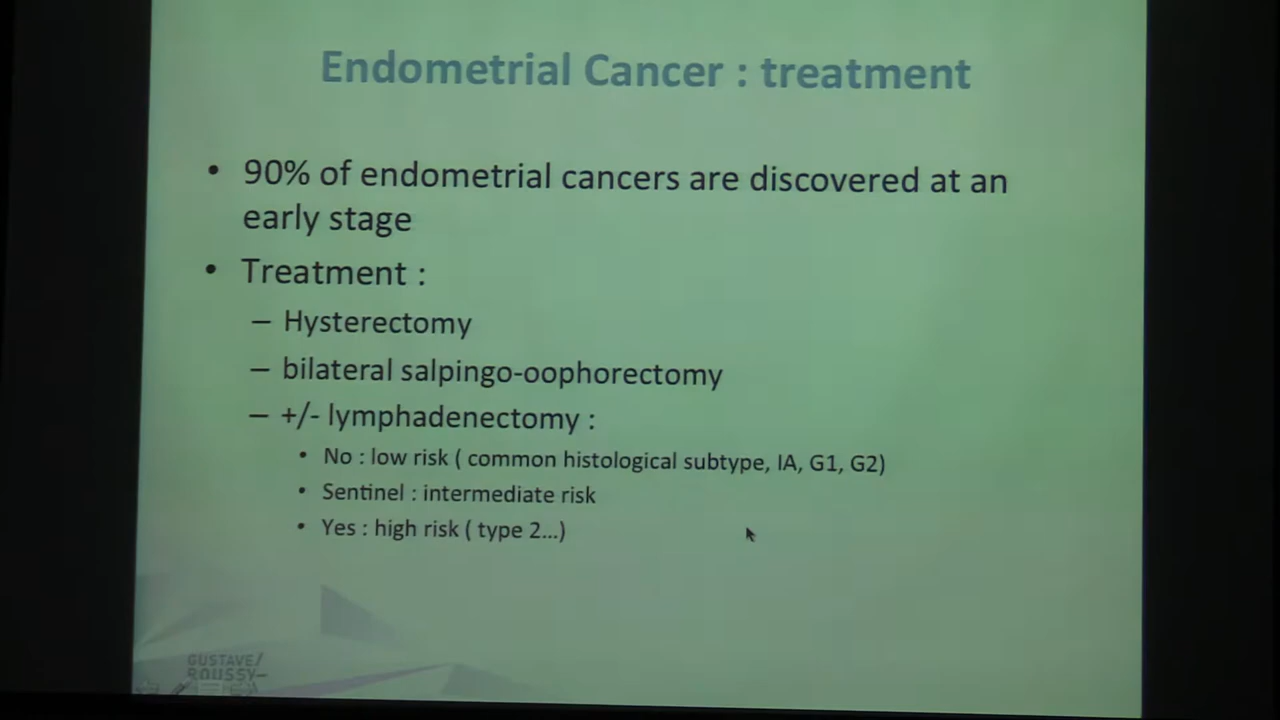 Endometrial Cancer : treatment
• 90% of endometrial cancers are discovered at an
early stage
• Treatment :
– Hysterectomy
– bilateral salpingo-oophorectomy
– +/- lymphadenectomy :
• No : low risk ( common histological subtype, IA, G1, G2)
• Sentinel : intermediate risk
• Yes : high risk ( type 2...)
GUSTAVE/
ROUSSY